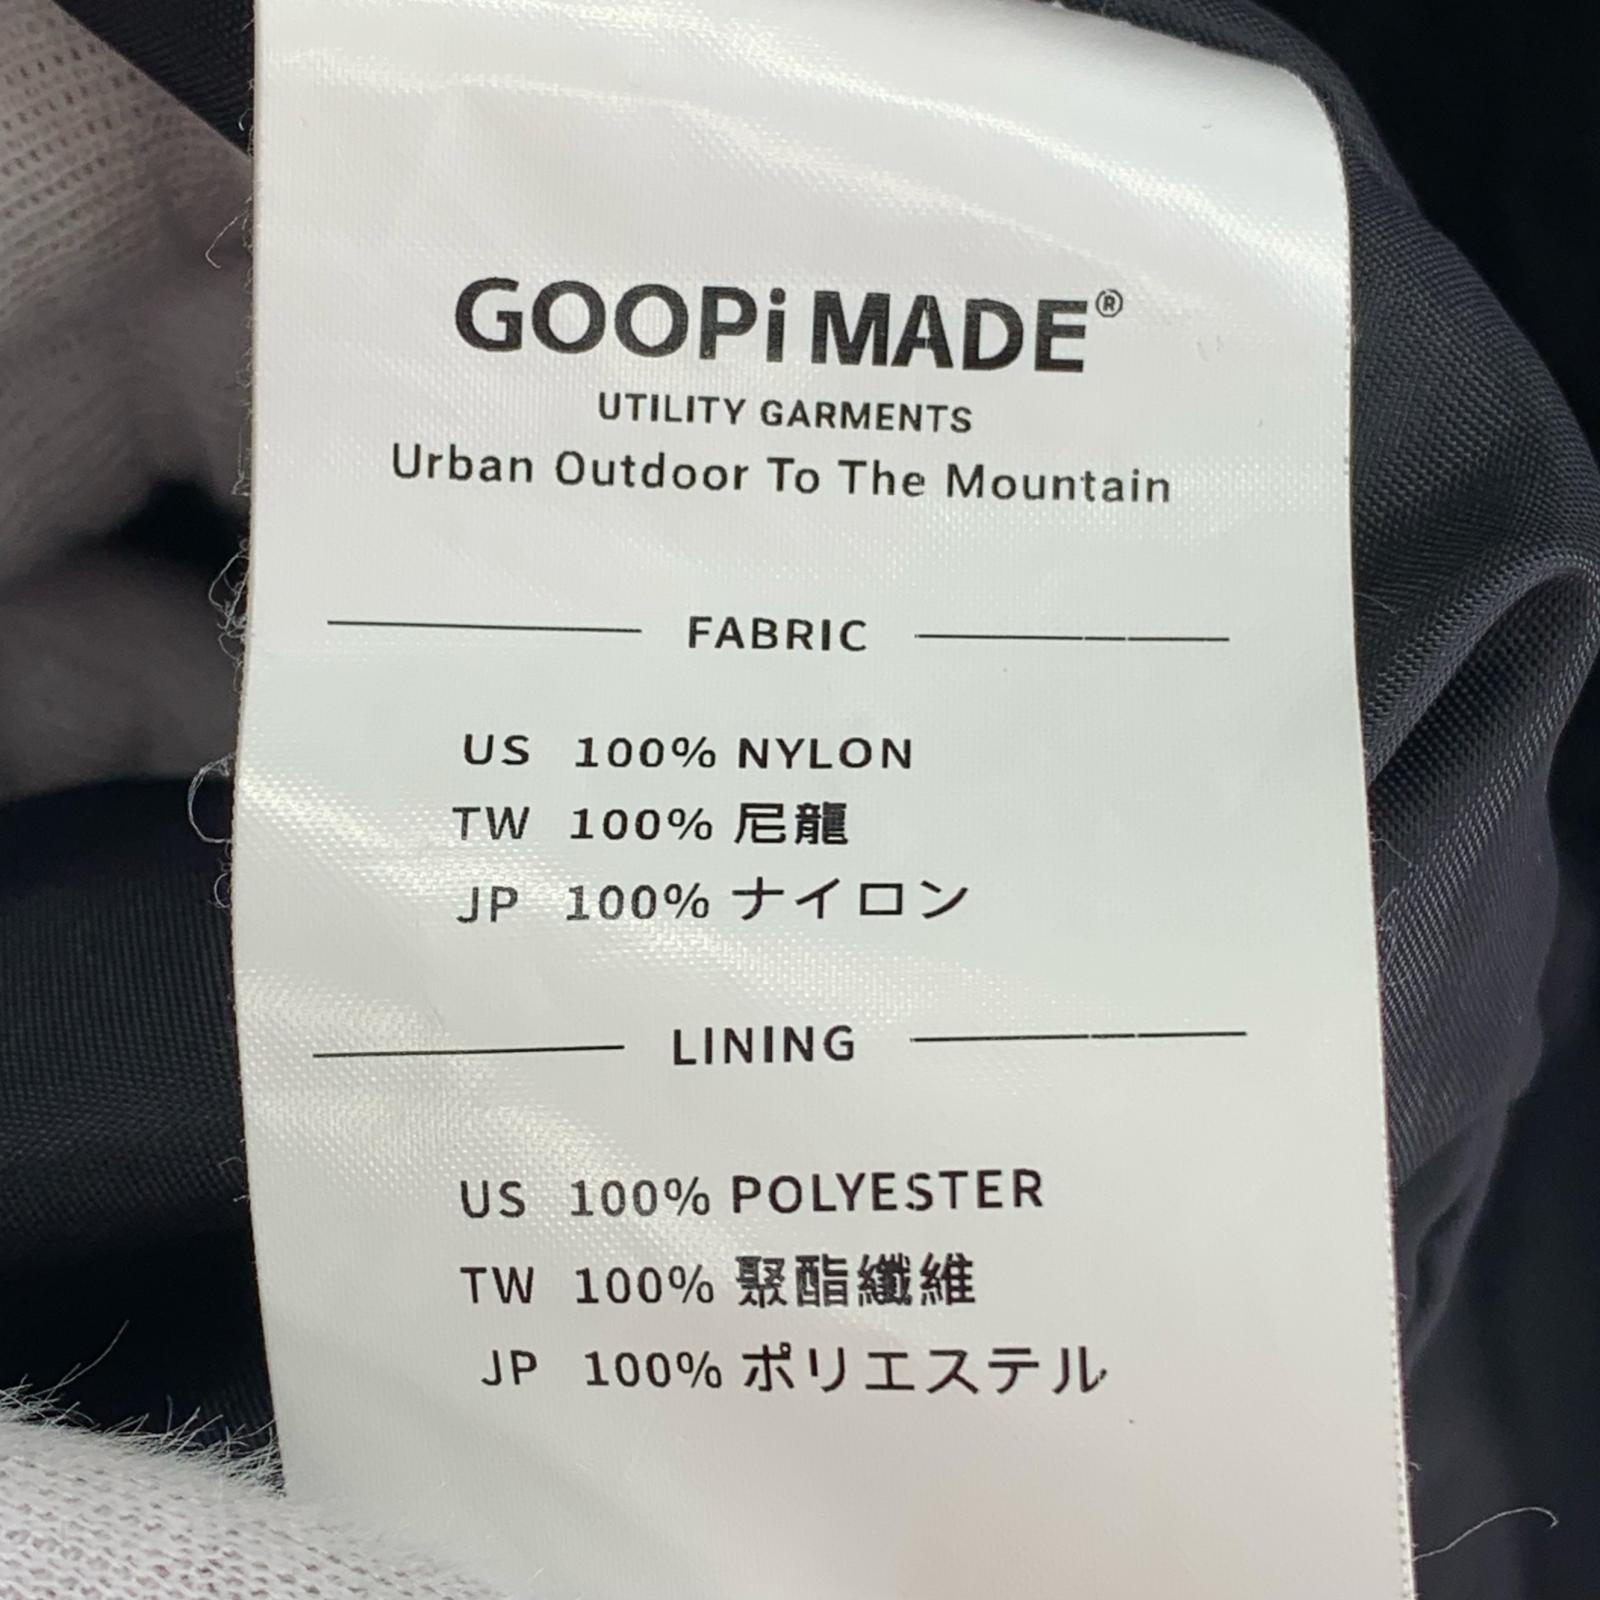 GOOPi MADE®
UTILITY GARMENTS
Urban Outdoor To The Mountain
FABRIC
US 100% NYLON
TW 100% 尼龍
JP 100% ナイロン
LINING
US 100% POLYESTER
TW 100% 聚酯纖維
JP 100% ポリエステル